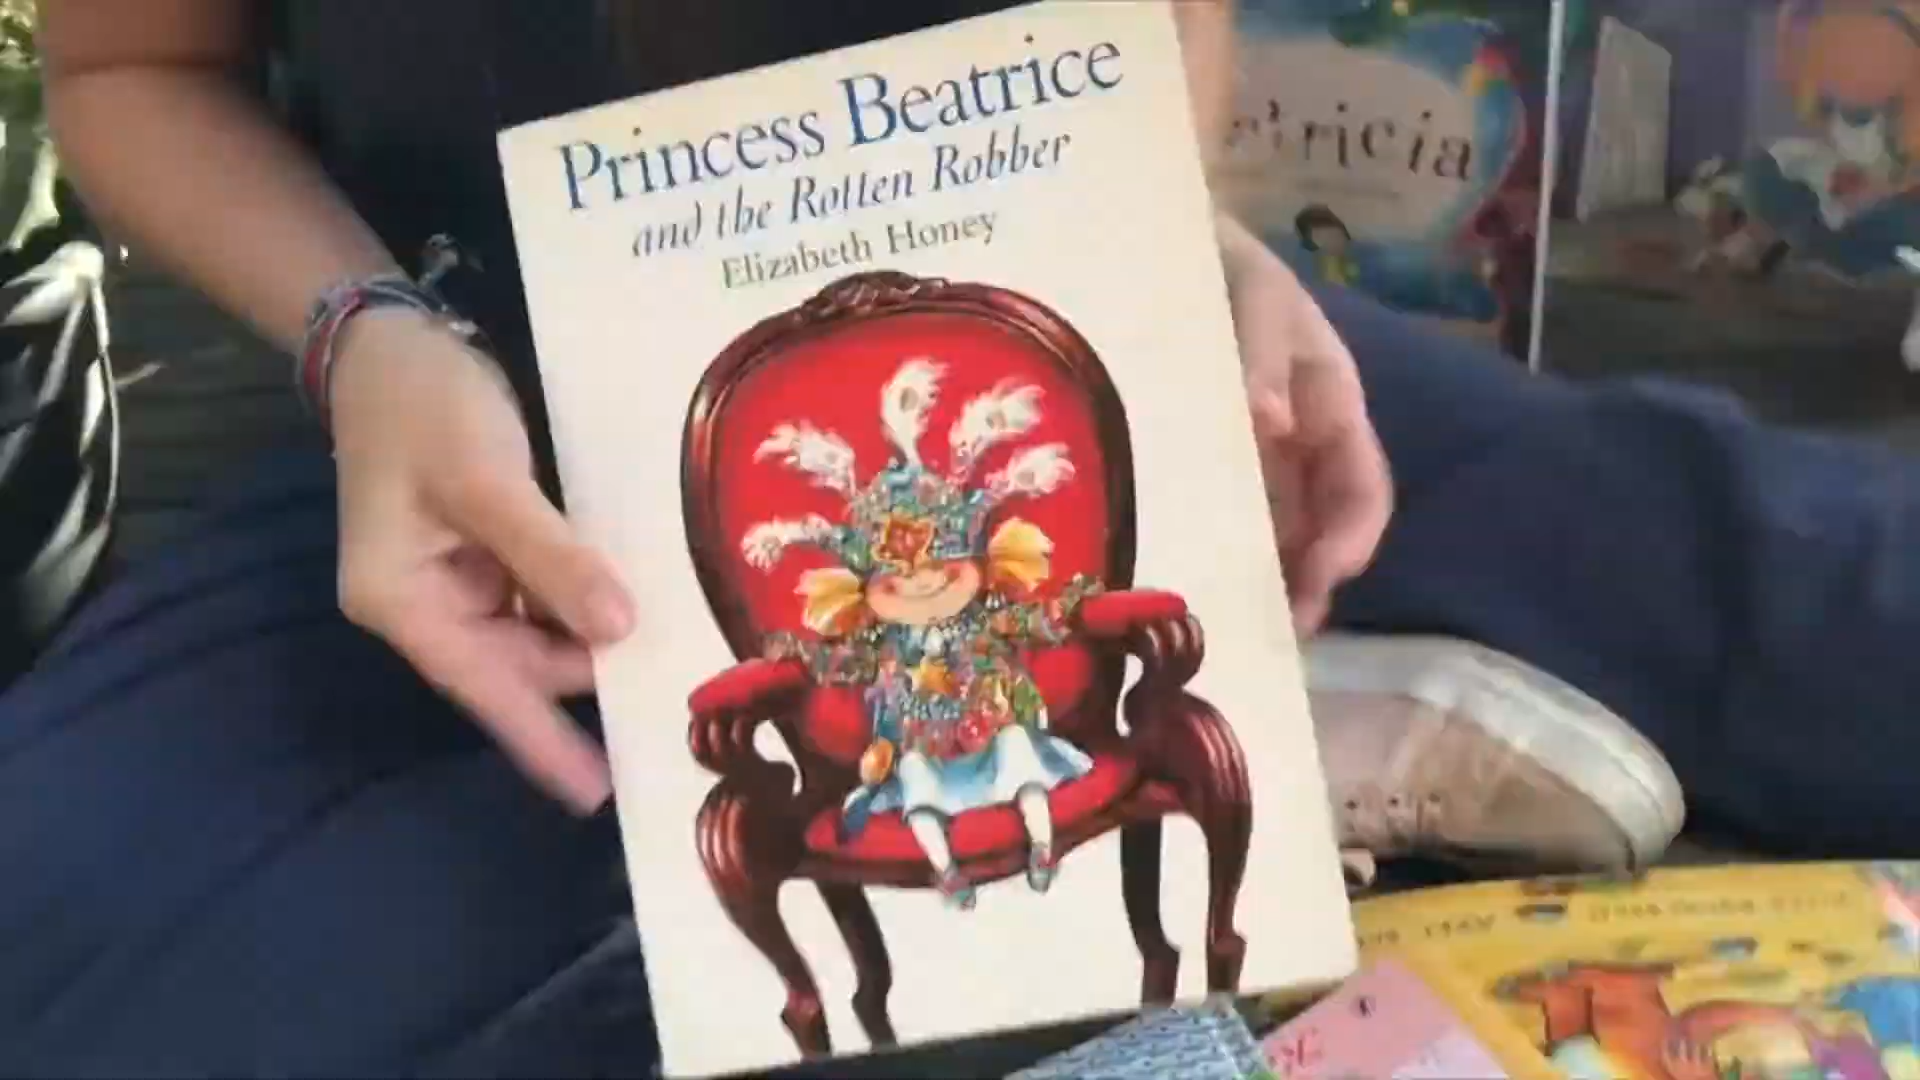 Princess Beatrice
and the Rotten Robber
Elizabeth Honey